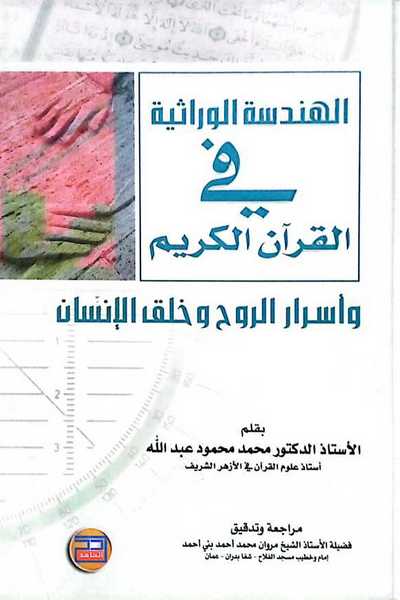 الهندسة الوراثية
في
القرآن الكريم
وأسرار الروح وخلق الإنسان
بقلم
الأستاذ الدكتور محمد محمود عبد الله
أستاذ علوم القرآن في الأزهر الشريف
مراجعة وتدقيق
فضيلة الأستاذ الشيخ مروان محمد أحمد بني أحمد
إمام وخطيب مسجد الفلاح - شفا بدران - عمان
الحامد